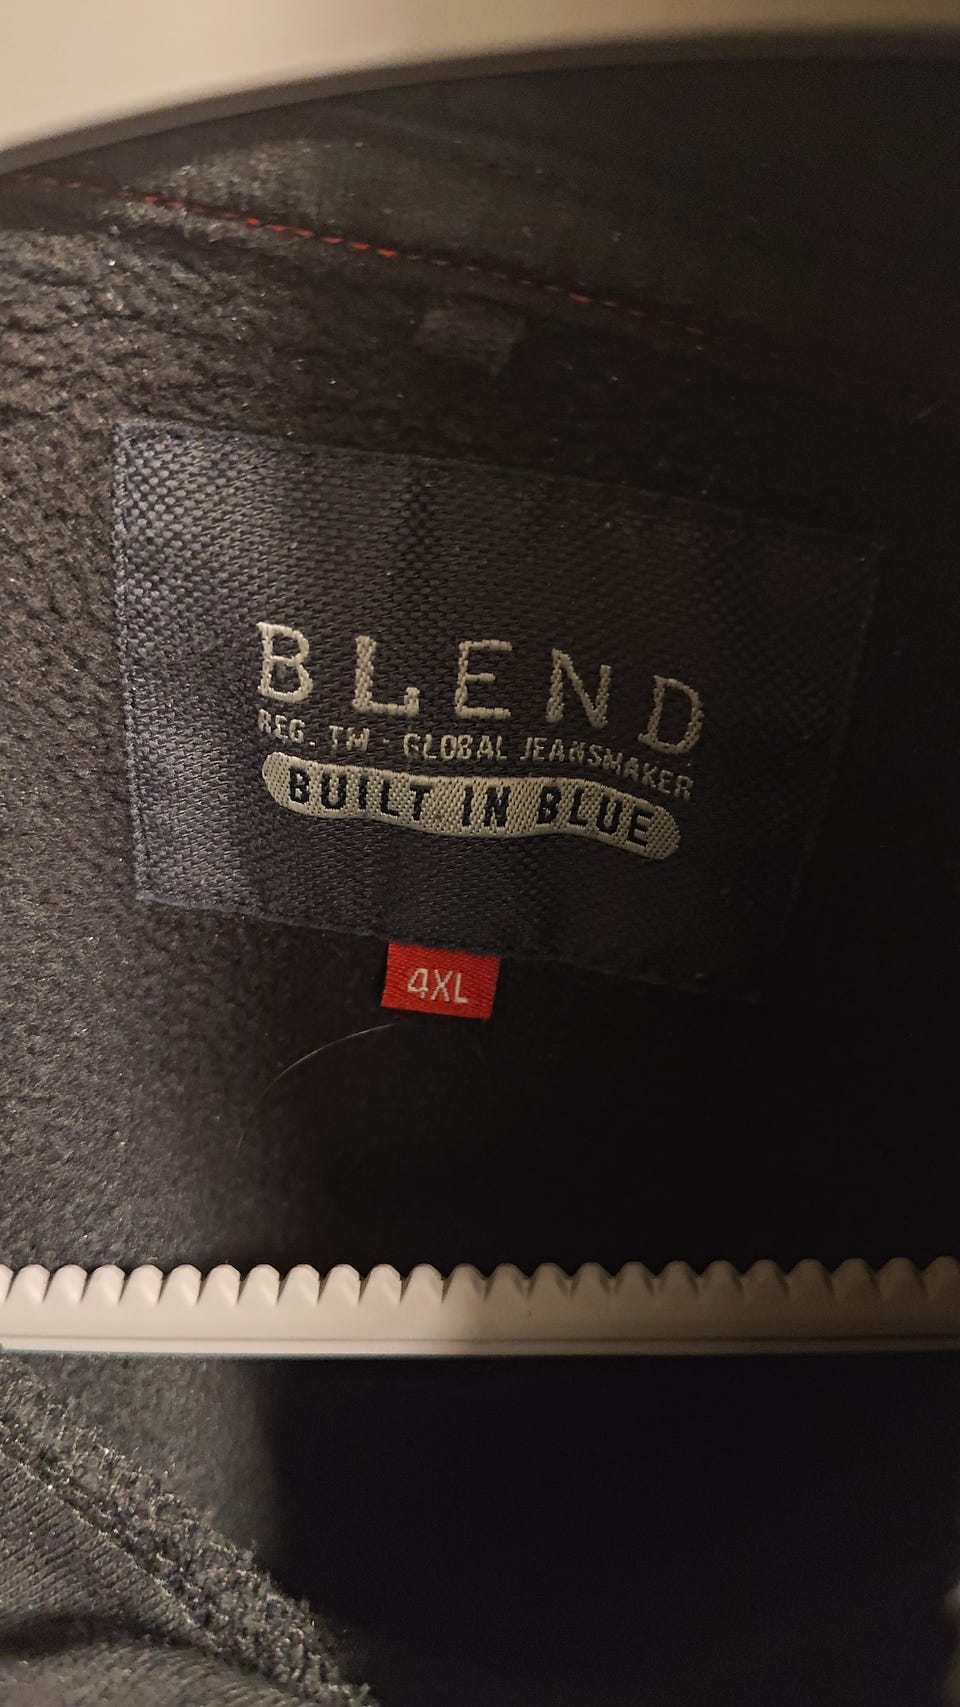 BLEND
REG. TM - GLOBAL JEANSMAKER
BUILT IN BLUE
4XL